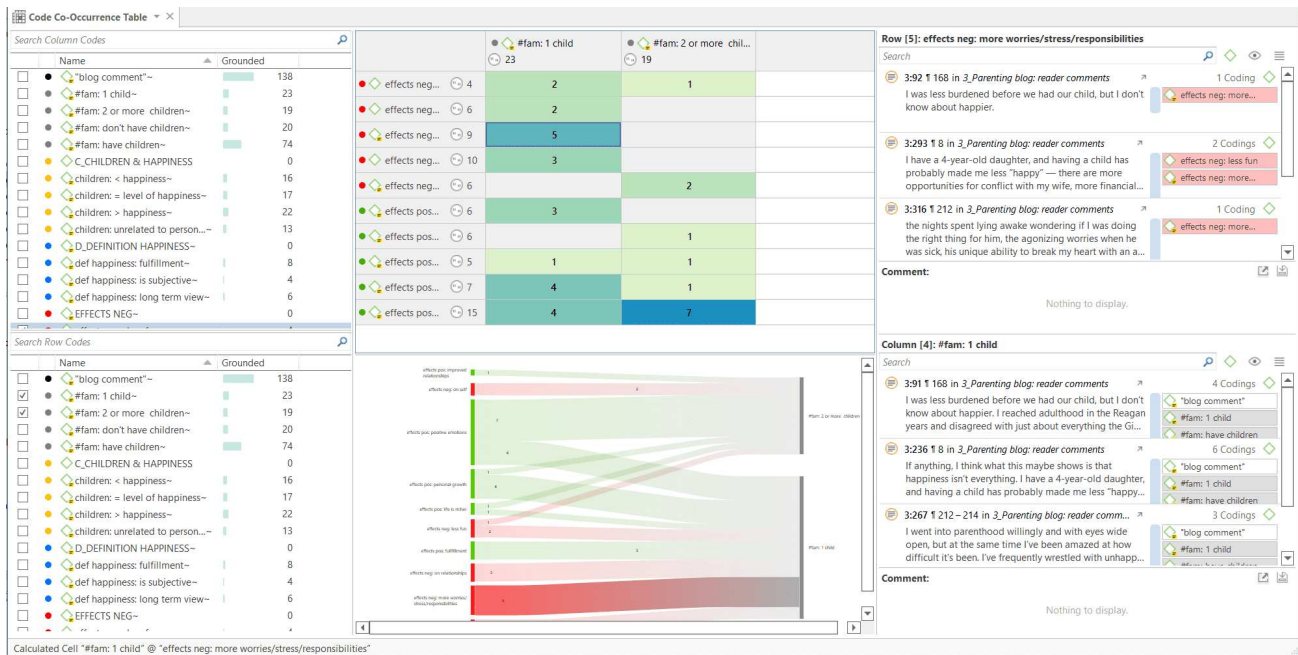 Code Co-Occurrence Table
Search Column Codes
Name Grounded
"blog comment"~ 138
#fam: 1 child~ 23
#fam: 2 or more children~ 19
#fam: don't have children~ 20
#fam: have children~ 74
C_CHILDREN & HAPPINESS 0
children: < happiness~ 16
children: = level of happiness~ 17
children: > happiness~ 22
children: unrelated to person...~ 13
D_DEFINITION HAPPINESS~ 0
def happiness: fulfillment~ 8
def happiness: is subjective~ 4
def happiness: long term view~ 6
EFFECTS NEG~ 0
Search Row Codes
Name Grounded
"blog comment"~ 138
#fam: 1 child~ 23
#fam: 2 or more children~ 19
#fam: don't have children~ 20
#fam: have children~ 74
C_CHILDREN & HAPPINESS 0
children: < happiness~ 16
children: = level of happiness~ 17
children: > happiness~ 22
children: unrelated to person...~ 13
D_DEFINITION HAPPINESS~ 0
def happiness: fulfillment~ 8
def happiness: is subjective~ 4
def happiness: long term view~ 6
EFFECTS NEG~ 0
#fam: 1 child #fam: 2 or more chil...
23 19
effects neg... 4 2 1
effects neg... 6 2
effects neg... 9 5
effects neg... 10 3
effects neg... 6 2
effects pos... 6 3
effects pos... 6 1
effects pos... 5 1 1
effects pos... 7 4 1
effects pos... 15 4 7
effects pos: improved
relationships
effects neg: on self
effects pos: positive emotions
effects pos: personal growth
effects pos: life is richer
effects neg: less fun
effects pos: fulfillment
effects neg: on relationships
effects neg: more worries/
stress/responsibilities
#fam: 2 or more children
#fam: 1 child
Row [5]: effects neg: more worries/stress/responsibilities
Search
3:92 ¶ 168 in 3_Parenting blog: reader comments 1 Coding
I was less burdened before we had our child, but I don't
know about happier.
effects neg: more...
3:293 ¶ 8 in 3_Parenting blog: reader comments 2 Codings
I have a 4-year-old daughter, and having a child has
probably made me less "happy" — there are more
opportunities for conflict with my wife, more financial...
effects neg: less fun
effects neg: more...
3:316 ¶ 212 in 3_Parenting blog: reader comments 1 Coding
the nights spent lying awake wondering if I was doing
the right thing for him, the agonizing worries when he
was sick, his unique ability to break my heart with an a...
effects neg: more...
Comment:
Nothing to display.
Column [4]: #fam: 1 child
Search
3:91 ¶ 168 in 3_Parenting blog: reader comments 4 Codings
I was less burdened before we had our child, but I don't
know about happier. I reached adulthood in the Reagan
years and disagreed with just about everything the Gi...
"blog comment"
#fam: 1 child
#fam: have children
3:236 ¶ 8 in 3_Parenting blog: reader comments 6 Codings
If anything, I think what this maybe shows is that
happiness isn't everything. I have a 4-year-old daughter,
and having a child has probably made me less "happy...
"blog comment"
#fam: 1 child
#fam: have children
3:267 ¶ 212 – 214 in 3_Parenting blog: reader comm... 3 Codings
I went into parenthood willingly and with eyes wide
open, but at the same time I've been amazed at how
difficult it's been. I've frequently wrestled with unhapp...
"blog comment"
#fam: 1 child
Comment:
Nothing to display.
Calculated Cell "#fam: 1 child" @ "effects neg: more worries/stress/responsibilities"